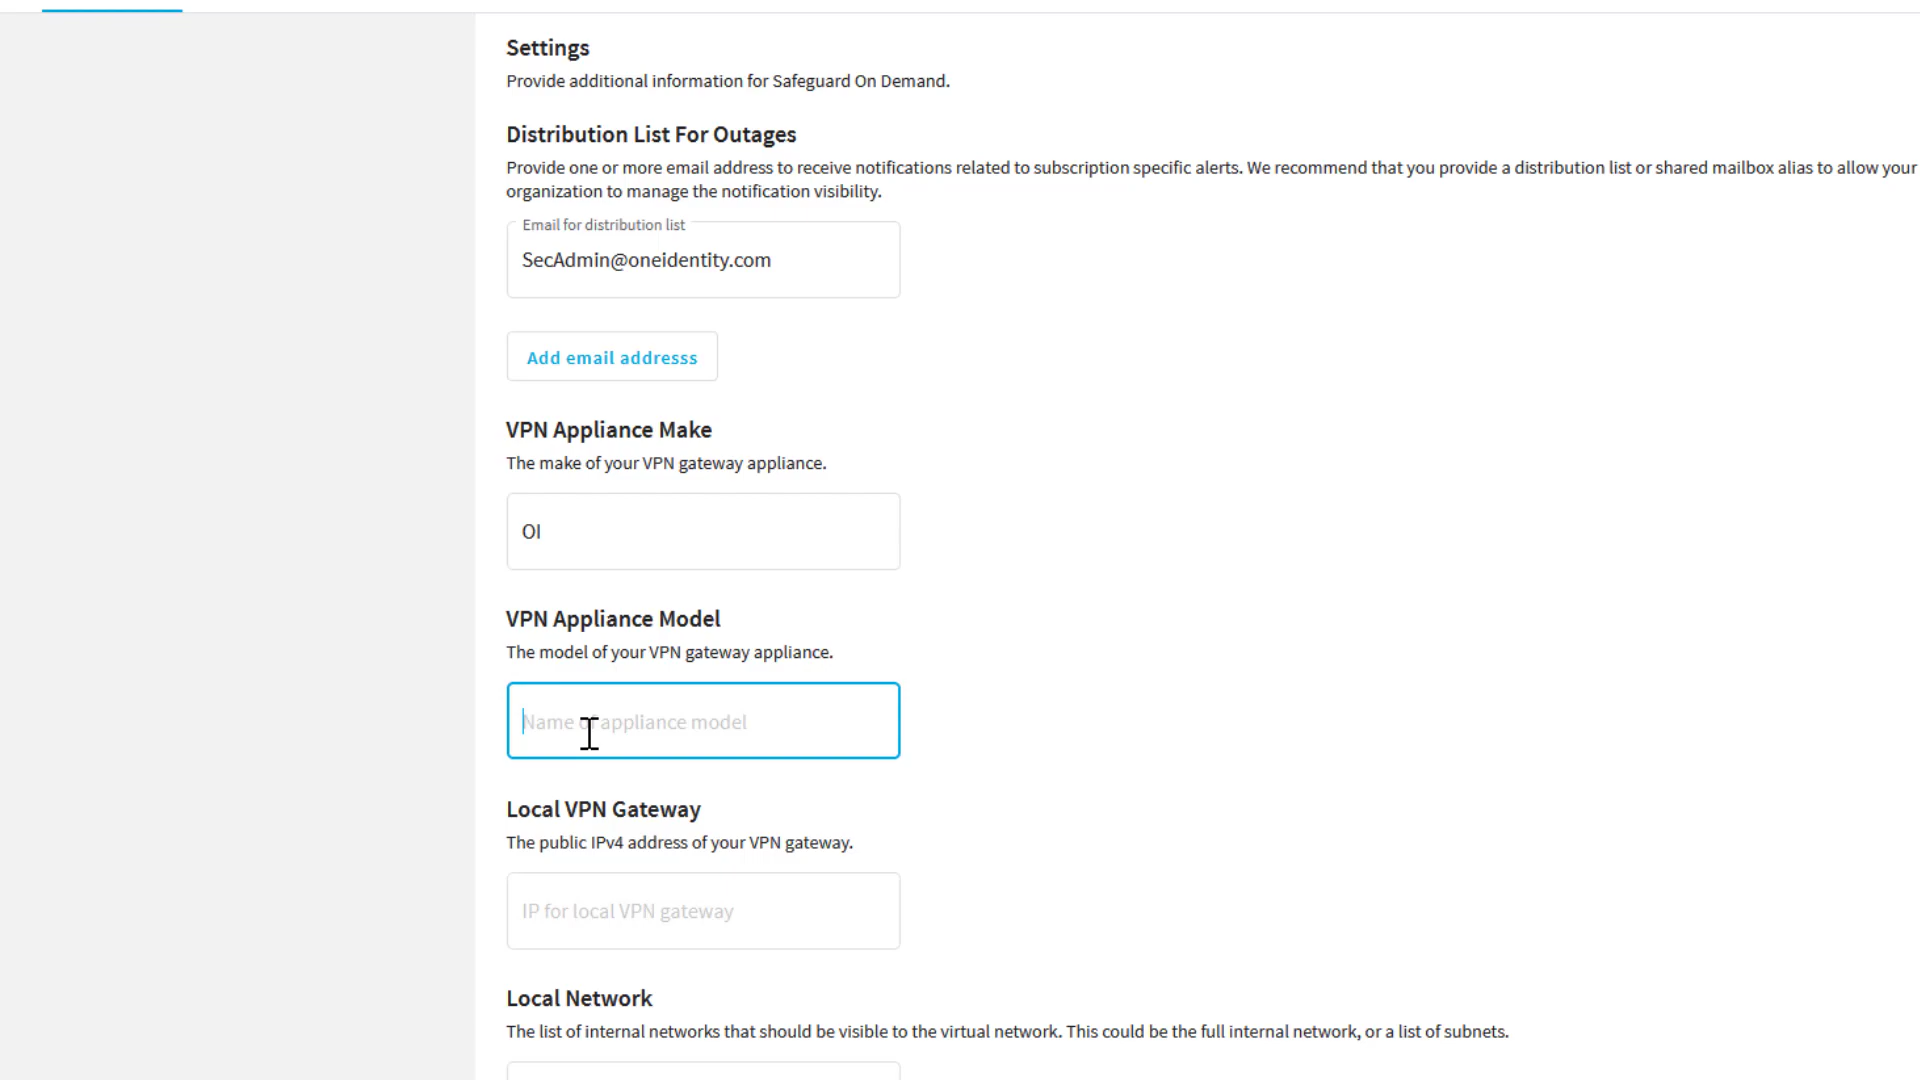 Settings
Provide additional information for Safeguard On Demand.
Distribution List For Outages
Provide one or more email address to receive notifications related to subscription specific alerts. We recommend that you provide a distribution list or shared mailbox alias to allow your
organization to manage the notification visibility.
Email for distribution list
SecAdmin@oneidentity.com
Add email addresss
VPN Appliance Make
The make of your VPN gateway appliance.
OI
VPN Appliance Model
The model of your VPN gateway appliance.
Name of appliance model
Local VPN Gateway
The public IPv4 address of your VPN gateway.
IP for local VPN gateway
Local Network
The list of internal networks that should be visible to the virtual network. This could be the full internal network, or a list of subnets.